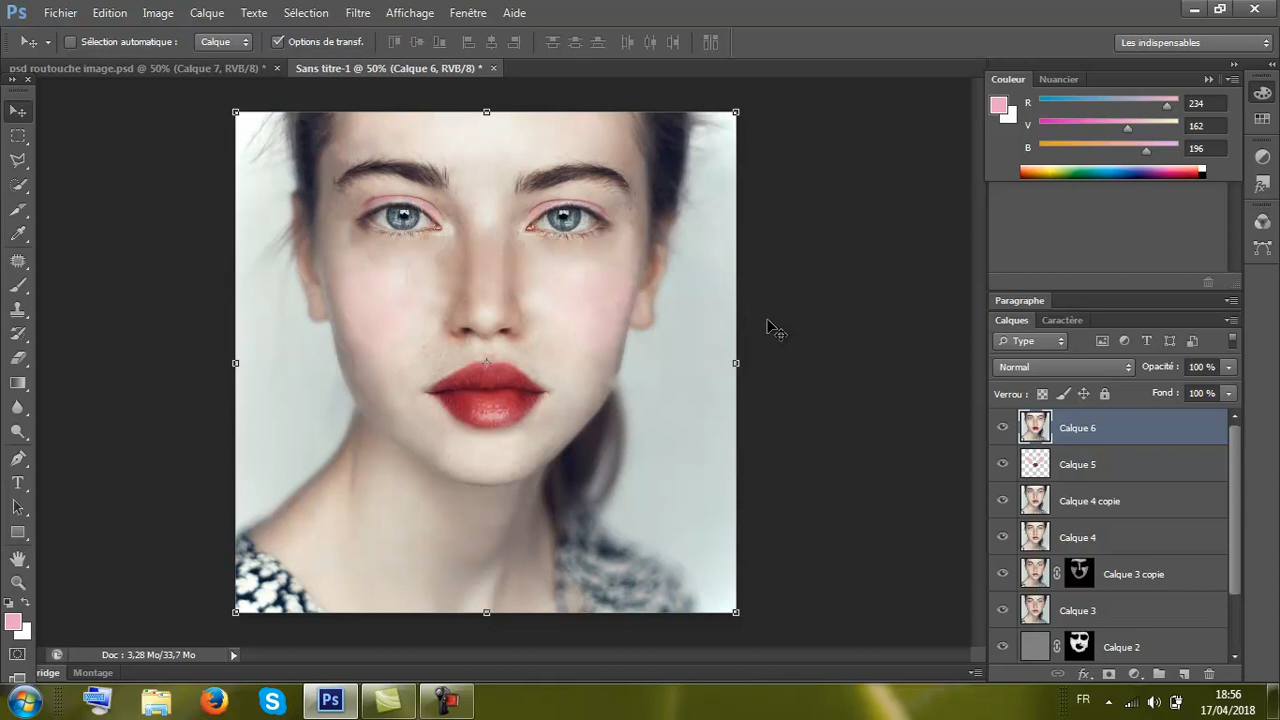 Ps Fichier Edition Image Calque Texte Sélection Filtre Affichage Fenêtre Aide
Sélection automatique : Calque Options de transf. Les indispensables
psd routouche image.psd @ 50% (Calque 7, RVB/8) * × Sans titre-1 @ 50% (Calque 6, RVB/8) * ×
Couleur Nuancier
R 234
V 162
B 196
Paragraphe
Calques Caractère
Type
Normal Opacité : 100 %
Verrou : Fond : 100 %
Calque 6
Calque 5
Calque 4 copie
Calque 4
Calque 3 copie
Calque 3
Calque 2
Doc : 3,28 Mo/33,7 Mo
ridge Montage
Ps FR 18:56
17/04/2018